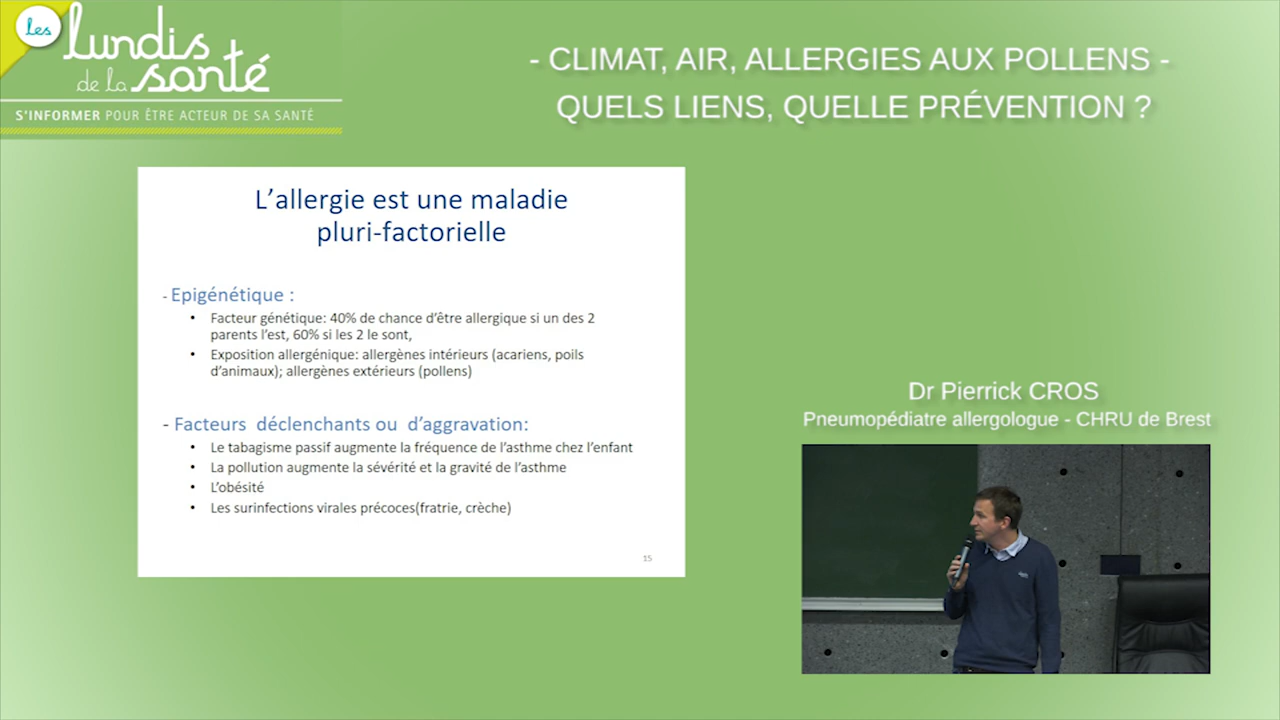 Les
lundis
de la santé
S'INFORMER POUR ÊTRE ACTEUR DE SA SANTÉ
- CLIMAT, AIR, ALLERGIES AUX POLLENS -
QUELS LIENS, QUELLE PRÉVENTION ?
L'allergie est une maladie
pluri-factorielle
- Epigénétique :
• Facteur génétique: 40% de chance d'être allergique si un des 2
parents l'est, 60% si les 2 le sont,
• Exposition allergénique: allergènes intérieurs (acariens, poils
d'animaux); allergènes extérieurs (pollens)
- Facteurs déclenchants ou d'aggravation:
• Le tabagisme passif augmente la fréquence de l'asthme chez l'enfant
• La pollution augmente la sévérité et la gravité de l'asthme
• L'obésité
• Les surinfections virales précoces(fratrie, crèche)
15
Dr Pierrick CROS
Pneumopédiatre allergologue - CHRU de Brest